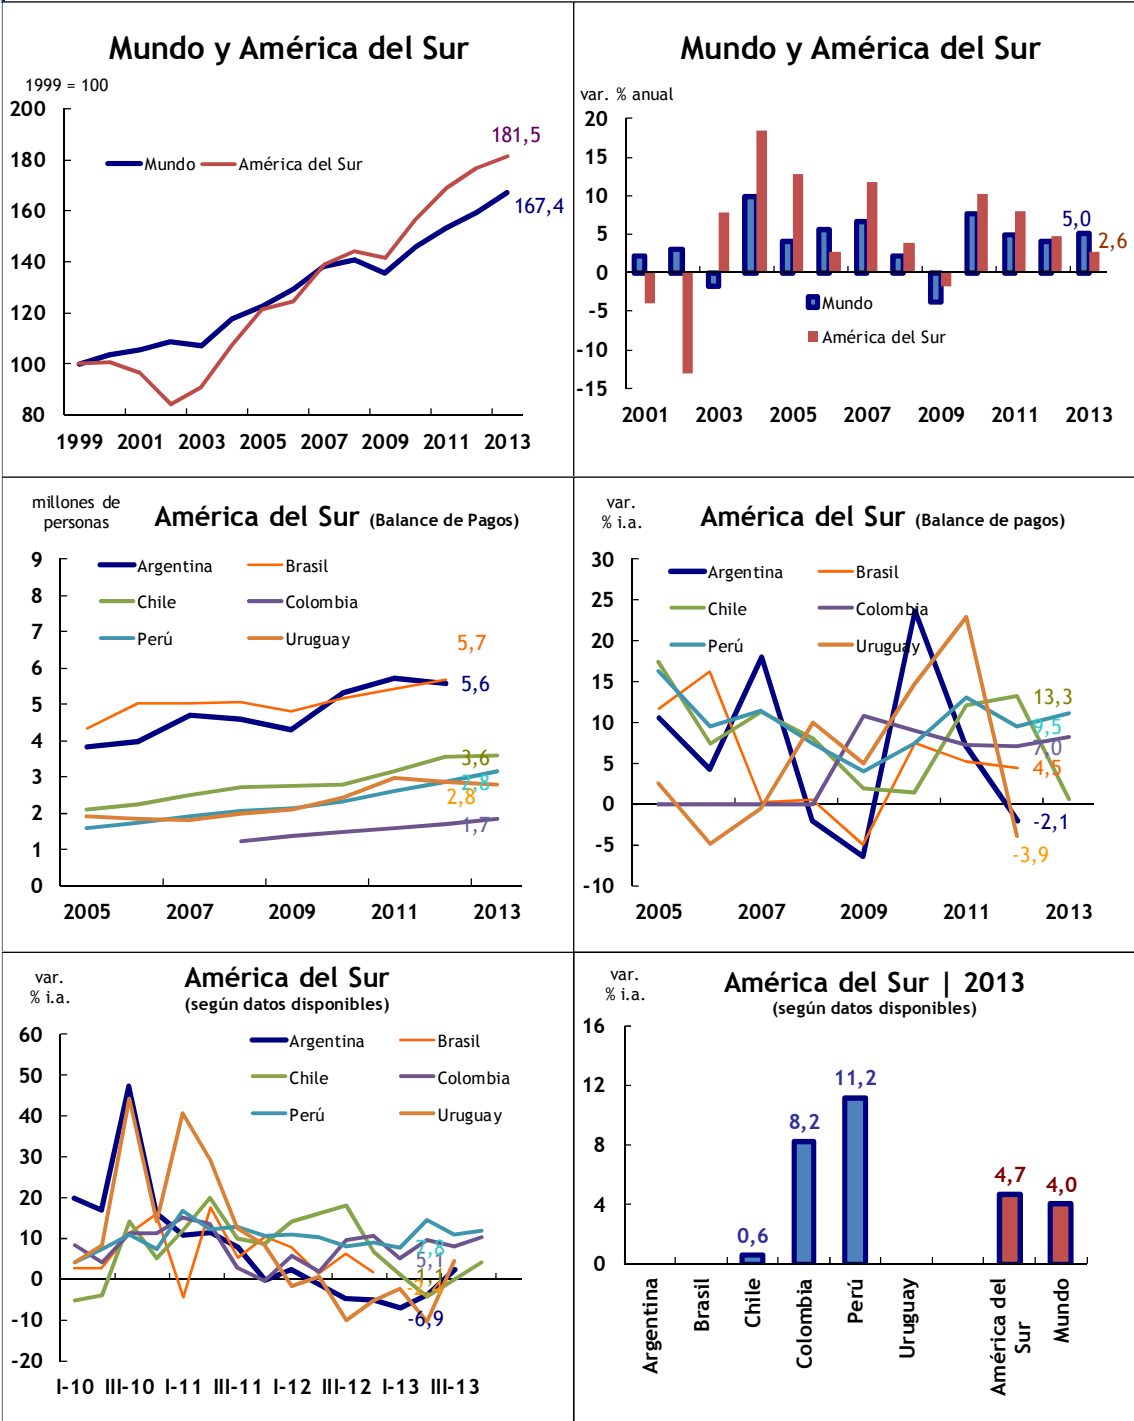 Mundo y América del Sur
1999 = 100
200
180
160
140
120
100
80
Mundo
América del Sur
181,5
167,4
1999 2001 2003 2005 2007 2009 2011 2013
Mundo y América del Sur
var. % anual
20
15
10
5
0
-5
-10
-15
5,0
2,6
Mundo
América del Sur
2001 2003 2005 2007 2009 2011 2013
millones de
personas
América del Sur (Balance de Pagos)
9
8
7
6
5
4
3
2
1
0
Argentina
Brasil
Chile
Colombia
Perú
Uruguay
5,7
5,6
3,6
2,8
2,8
1,7
2005 2007 2009 2011 2013
var.
% i.a.
América del Sur (Balance de pagos)
30
25
20
15
10
5
0
-5
-10
Argentina
Brasil
Chile
Colombia
Perú
Uruguay
13,3
9,5
7,0
4,5
-2,1
-3,9
2005 2007 2009 2011 2013
var.
% i.a.
América del Sur
(según datos disponibles)
60
50
40
30
20
10
0
-10
-20
Argentina
Brasil
Chile
Colombia
Perú
Uruguay
7,8
5,1
-6,9
I-10 III-10 I-11 III-11 I-12 III-12 I-13 III-13
var.
% i.a.
América del Sur | 2013
(según datos disponibles)
16
12
8
4
0
0,6
8,2
11,2
4,7
4,0
Argentina
Brasil
Chile
Colombia
Perú
Uruguay
América del
Sur
Mundo